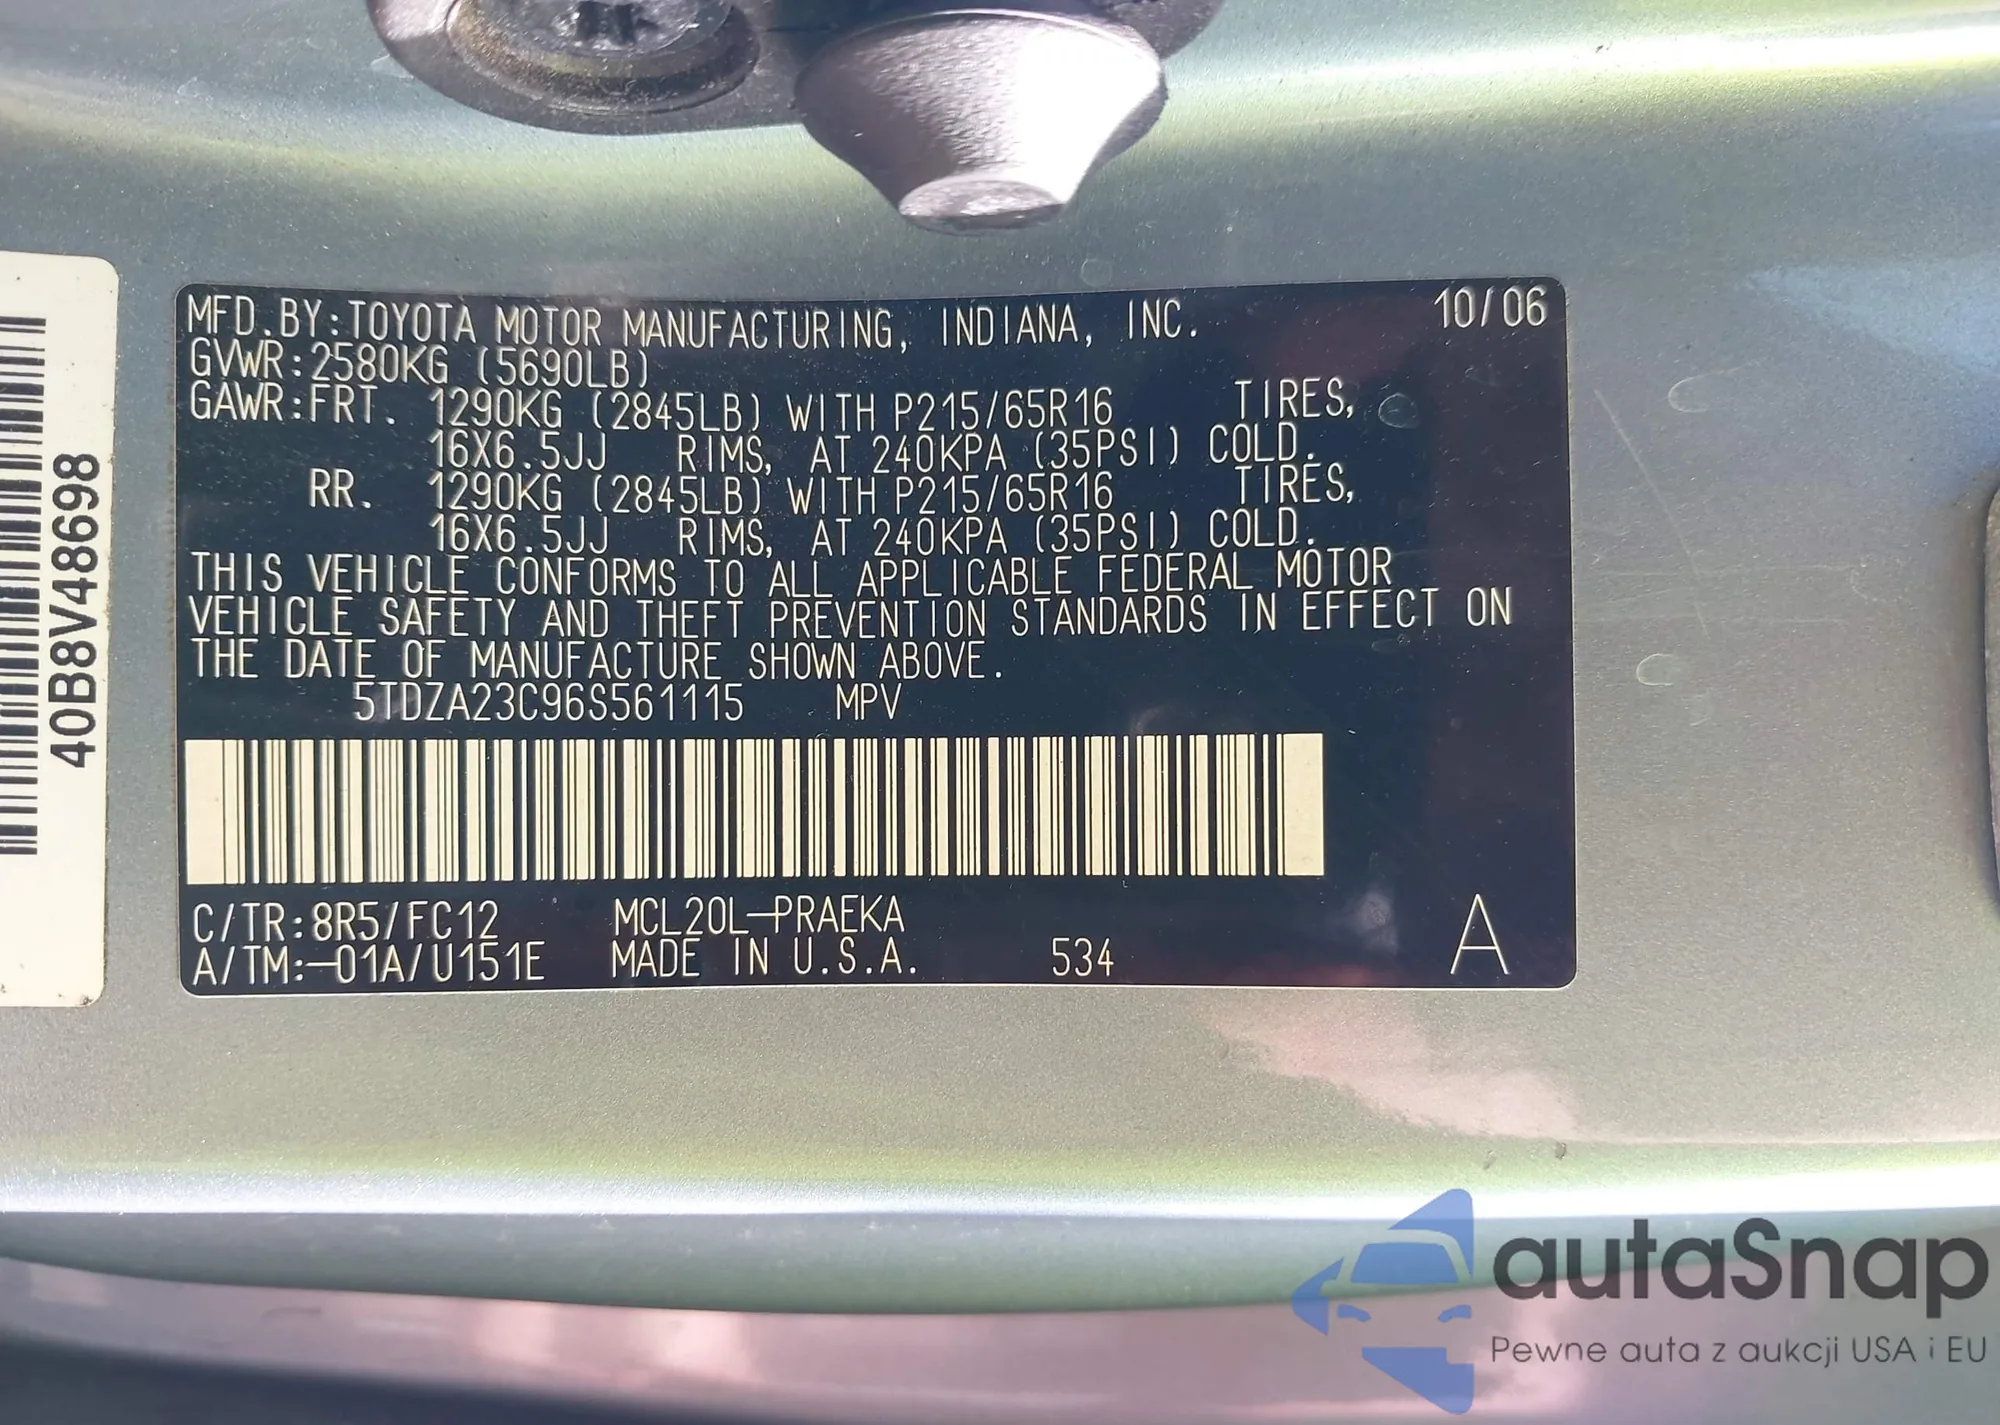 MFD.BY:TOYOTA MOTOR MANUFACTURING, INDIANA, INC. 10/06
GVWR:2580KG (5690LB)
GAWR:FRT. 1290KG (2845LB) WITH P215/65R16 TIRES,
16X6.5JJ RIMS, AT 240KPA (35PSI) COLD.
RR. 1290KG (2845LB) WITH P215/65R16 TIRES,
16X6.5JJ RIMS, AT 240KPA (35PSI) COLD.
THIS VEHICLE CONFORMS TO ALL APPLICABLE FEDERAL MOTOR
VEHICLE SAFETY AND THEFT PREVENTION STANDARDS IN EFFECT ON
THE DATE OF MANUFACTURE SHOWN ABOVE.
5TDZA23C96S561115 MPV
C/TR:8R5/FC12 MCL20L-PRAEKA
A/TM:-01A/U151E MADE IN U.S.A. 534 A
40B8V48698
autaSnap
Pewne auta z aukcji USA i EU